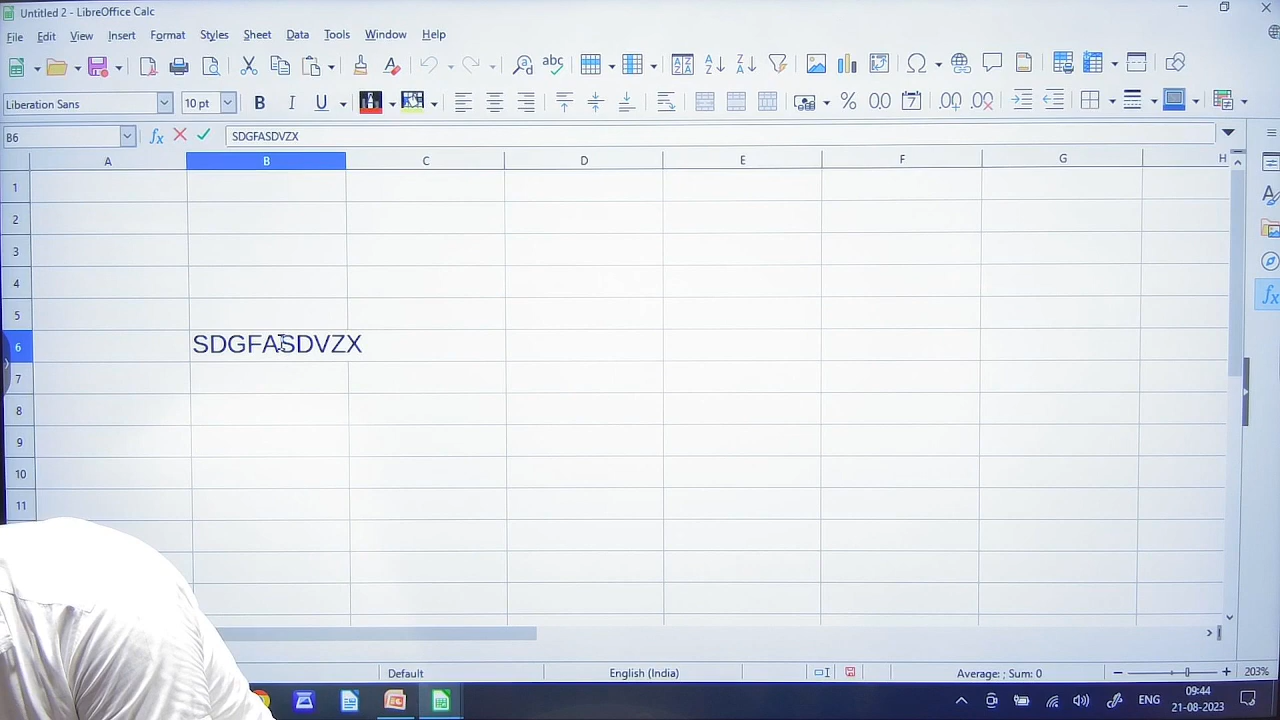 Untitled 2 - LibreOffice Calc
File Edit View Insert Format Styles Sheet Data Tools Window Help
Liberation Sans 10 pt B I U
B6 fx SDGFASDVZX
A B C D E F G H
1
2
3
4
5
6 SDGFASDVZX
7
8
9
10
11
Default English (India) Average: ; Sum: 0 203%
ENG 09:44
21-08-2023